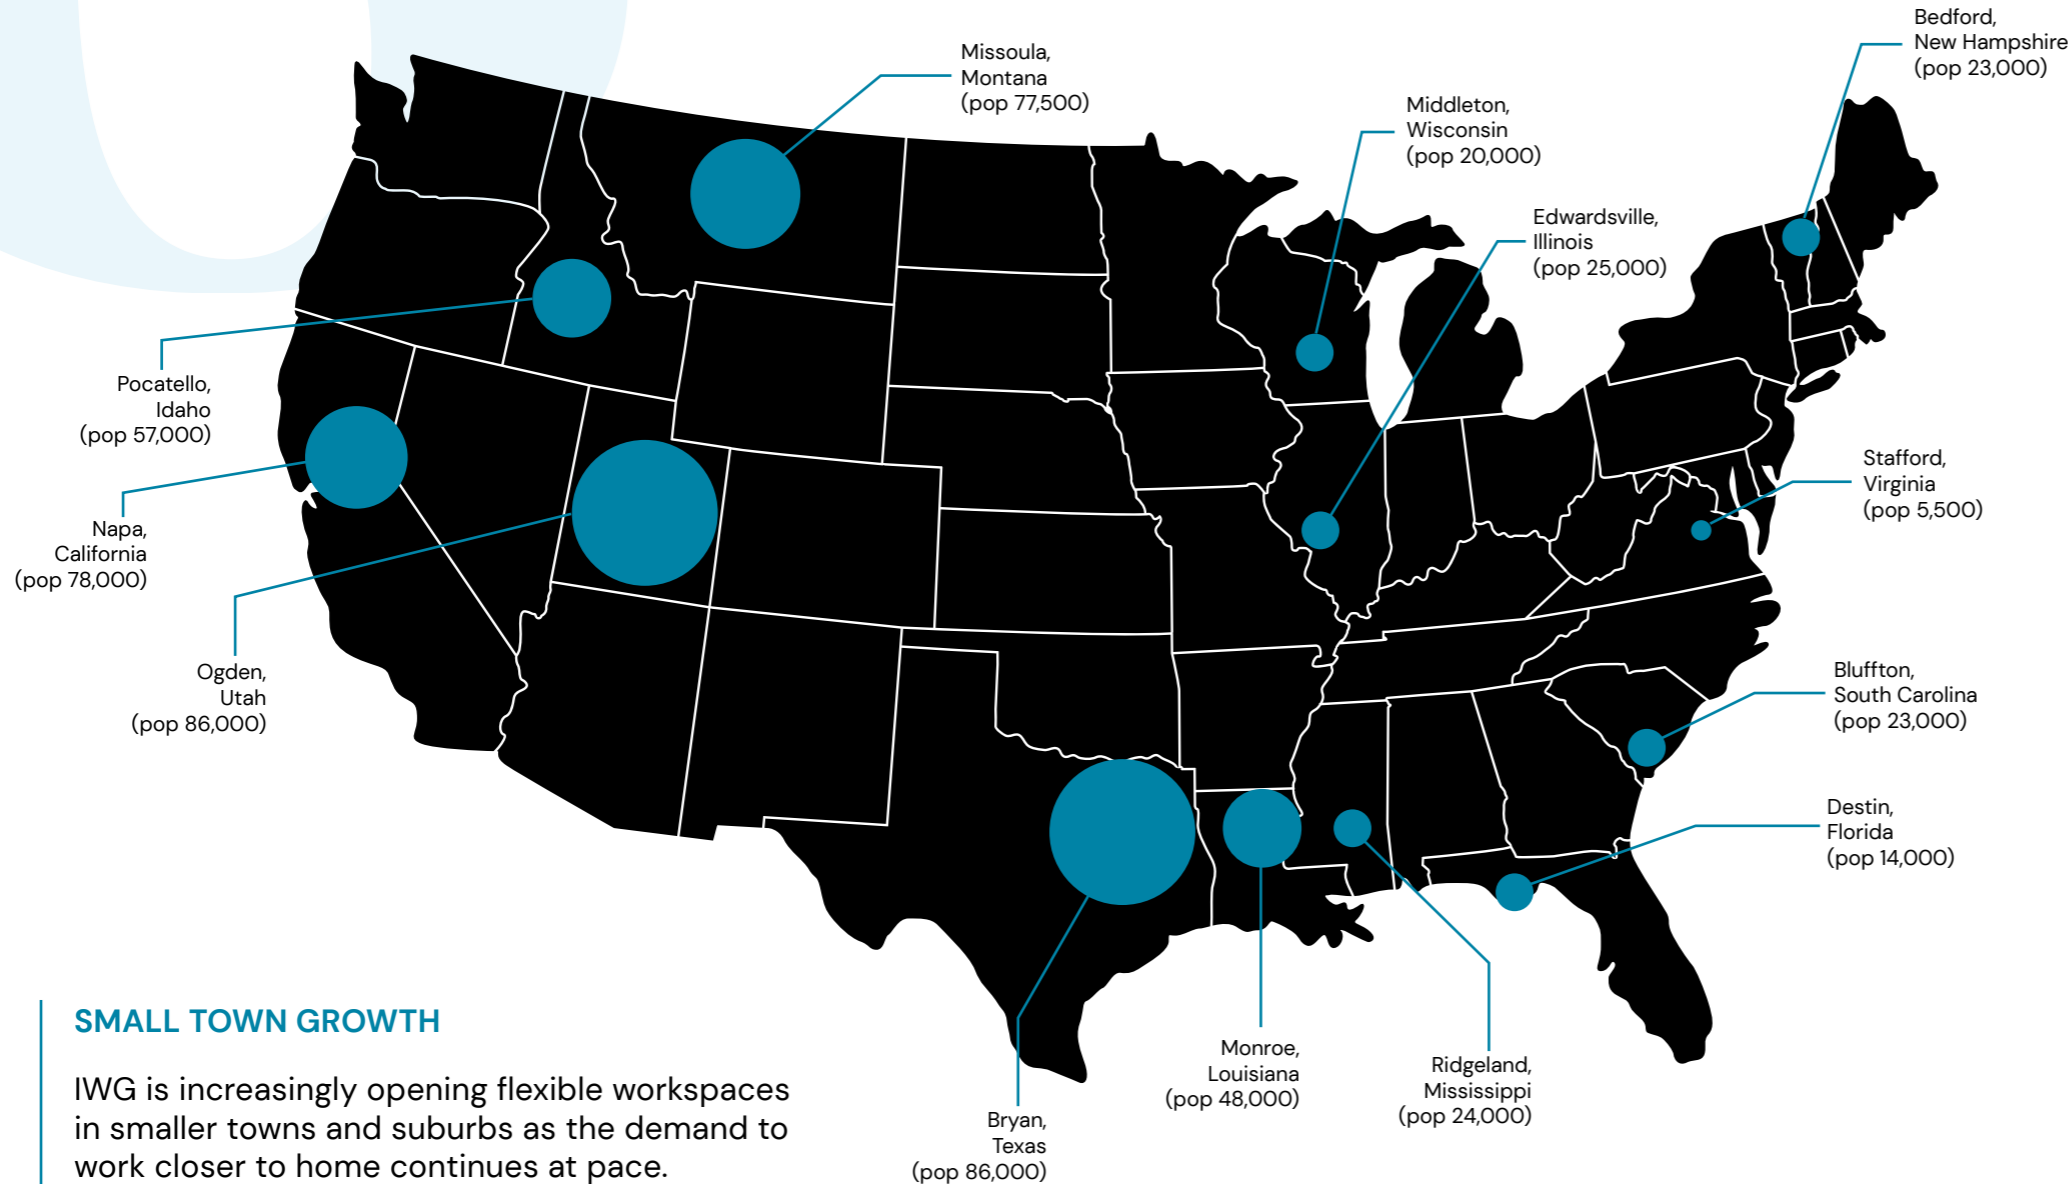 Bedford,
New Hampshire
(pop 23,000)
Missoula,
Montana
(pop 77,500)
Middleton,
Wisconsin
(pop 20,000)
Edwardsville,
Illinois
(pop 25,000)
Pocatello,
Idaho
(pop 57,000)
Stafford,
Virginia
(pop 5,500)
Napa,
California
(pop 78,000)
Ogden,
Utah
(pop 86,000)
Bluffton,
South Carolina
(pop 23,000)
Destin,
Florida
(pop 14,000)
Monroe,
Louisiana
(pop 48,000)
Ridgeland,
Mississippi
(pop 24,000)
Bryan,
Texas
(pop 86,000)
SMALL TOWN GROWTH
IWG is increasingly opening flexible workspaces
in smaller towns and suburbs as the demand to
work closer to home continues at pace.